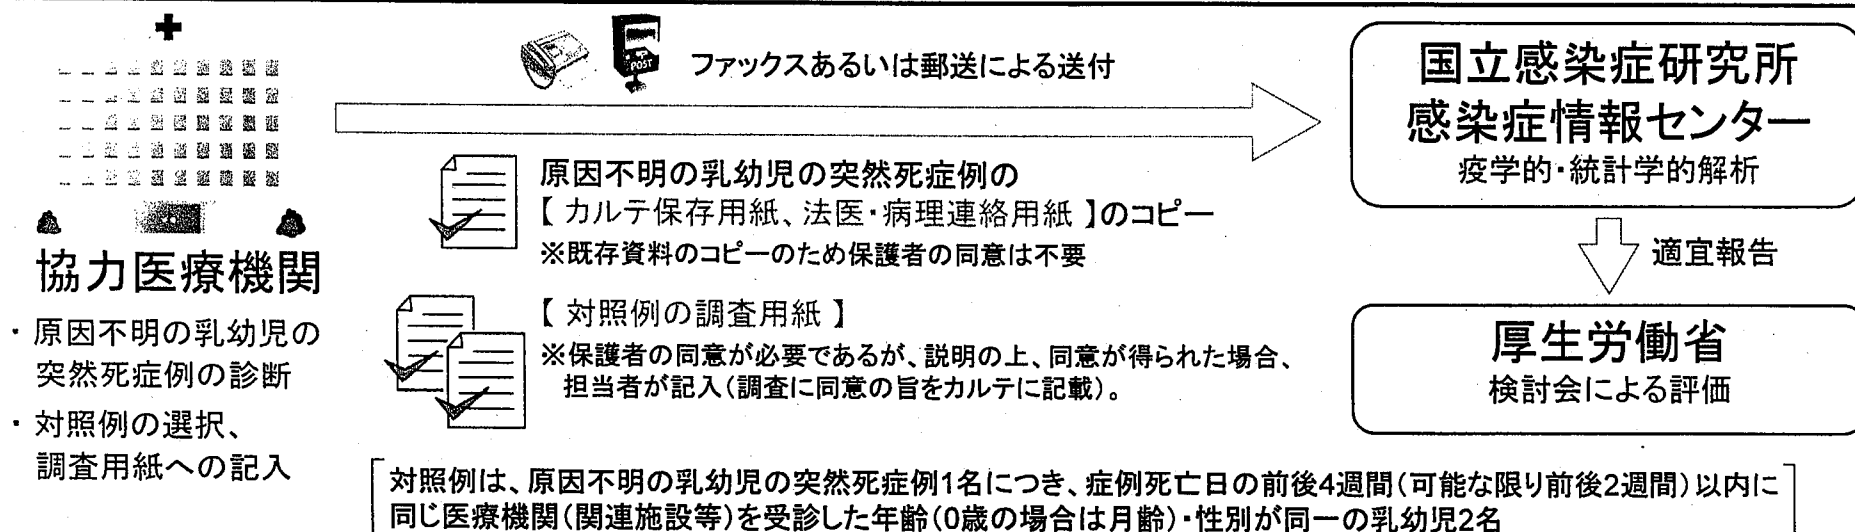 ファックスあるいは郵送による送付
POST
国立感染症研究所
感染症情報センター
疫学的・統計学的解析
適宜報告
厚生労働省
検討会による評価
協力医療機関
・原因不明の乳幼児の
突然死症例の診断
・対照例の選択、
調査用紙への記入
原因不明の乳幼児の突然死症例の
【 カルテ保存用紙、法医・病理連絡用紙 】のコピー
※既存資料のコピーのため保護者の同意は不要
【 対照例の調査用紙 】
※保護者の同意が必要であるが、説明の上、同意が得られた場合、
担当者が記入（調査に同意の旨をカルテに記載）。
対照例は、原因不明の乳幼児の突然死症例1名につき、症例死亡日の前後4週間（可能な限り前後2週間）以内に
同じ医療機関（関連施設等）を受診した年齢（0歳の場合は月齢）・性別が同一の乳幼児2名